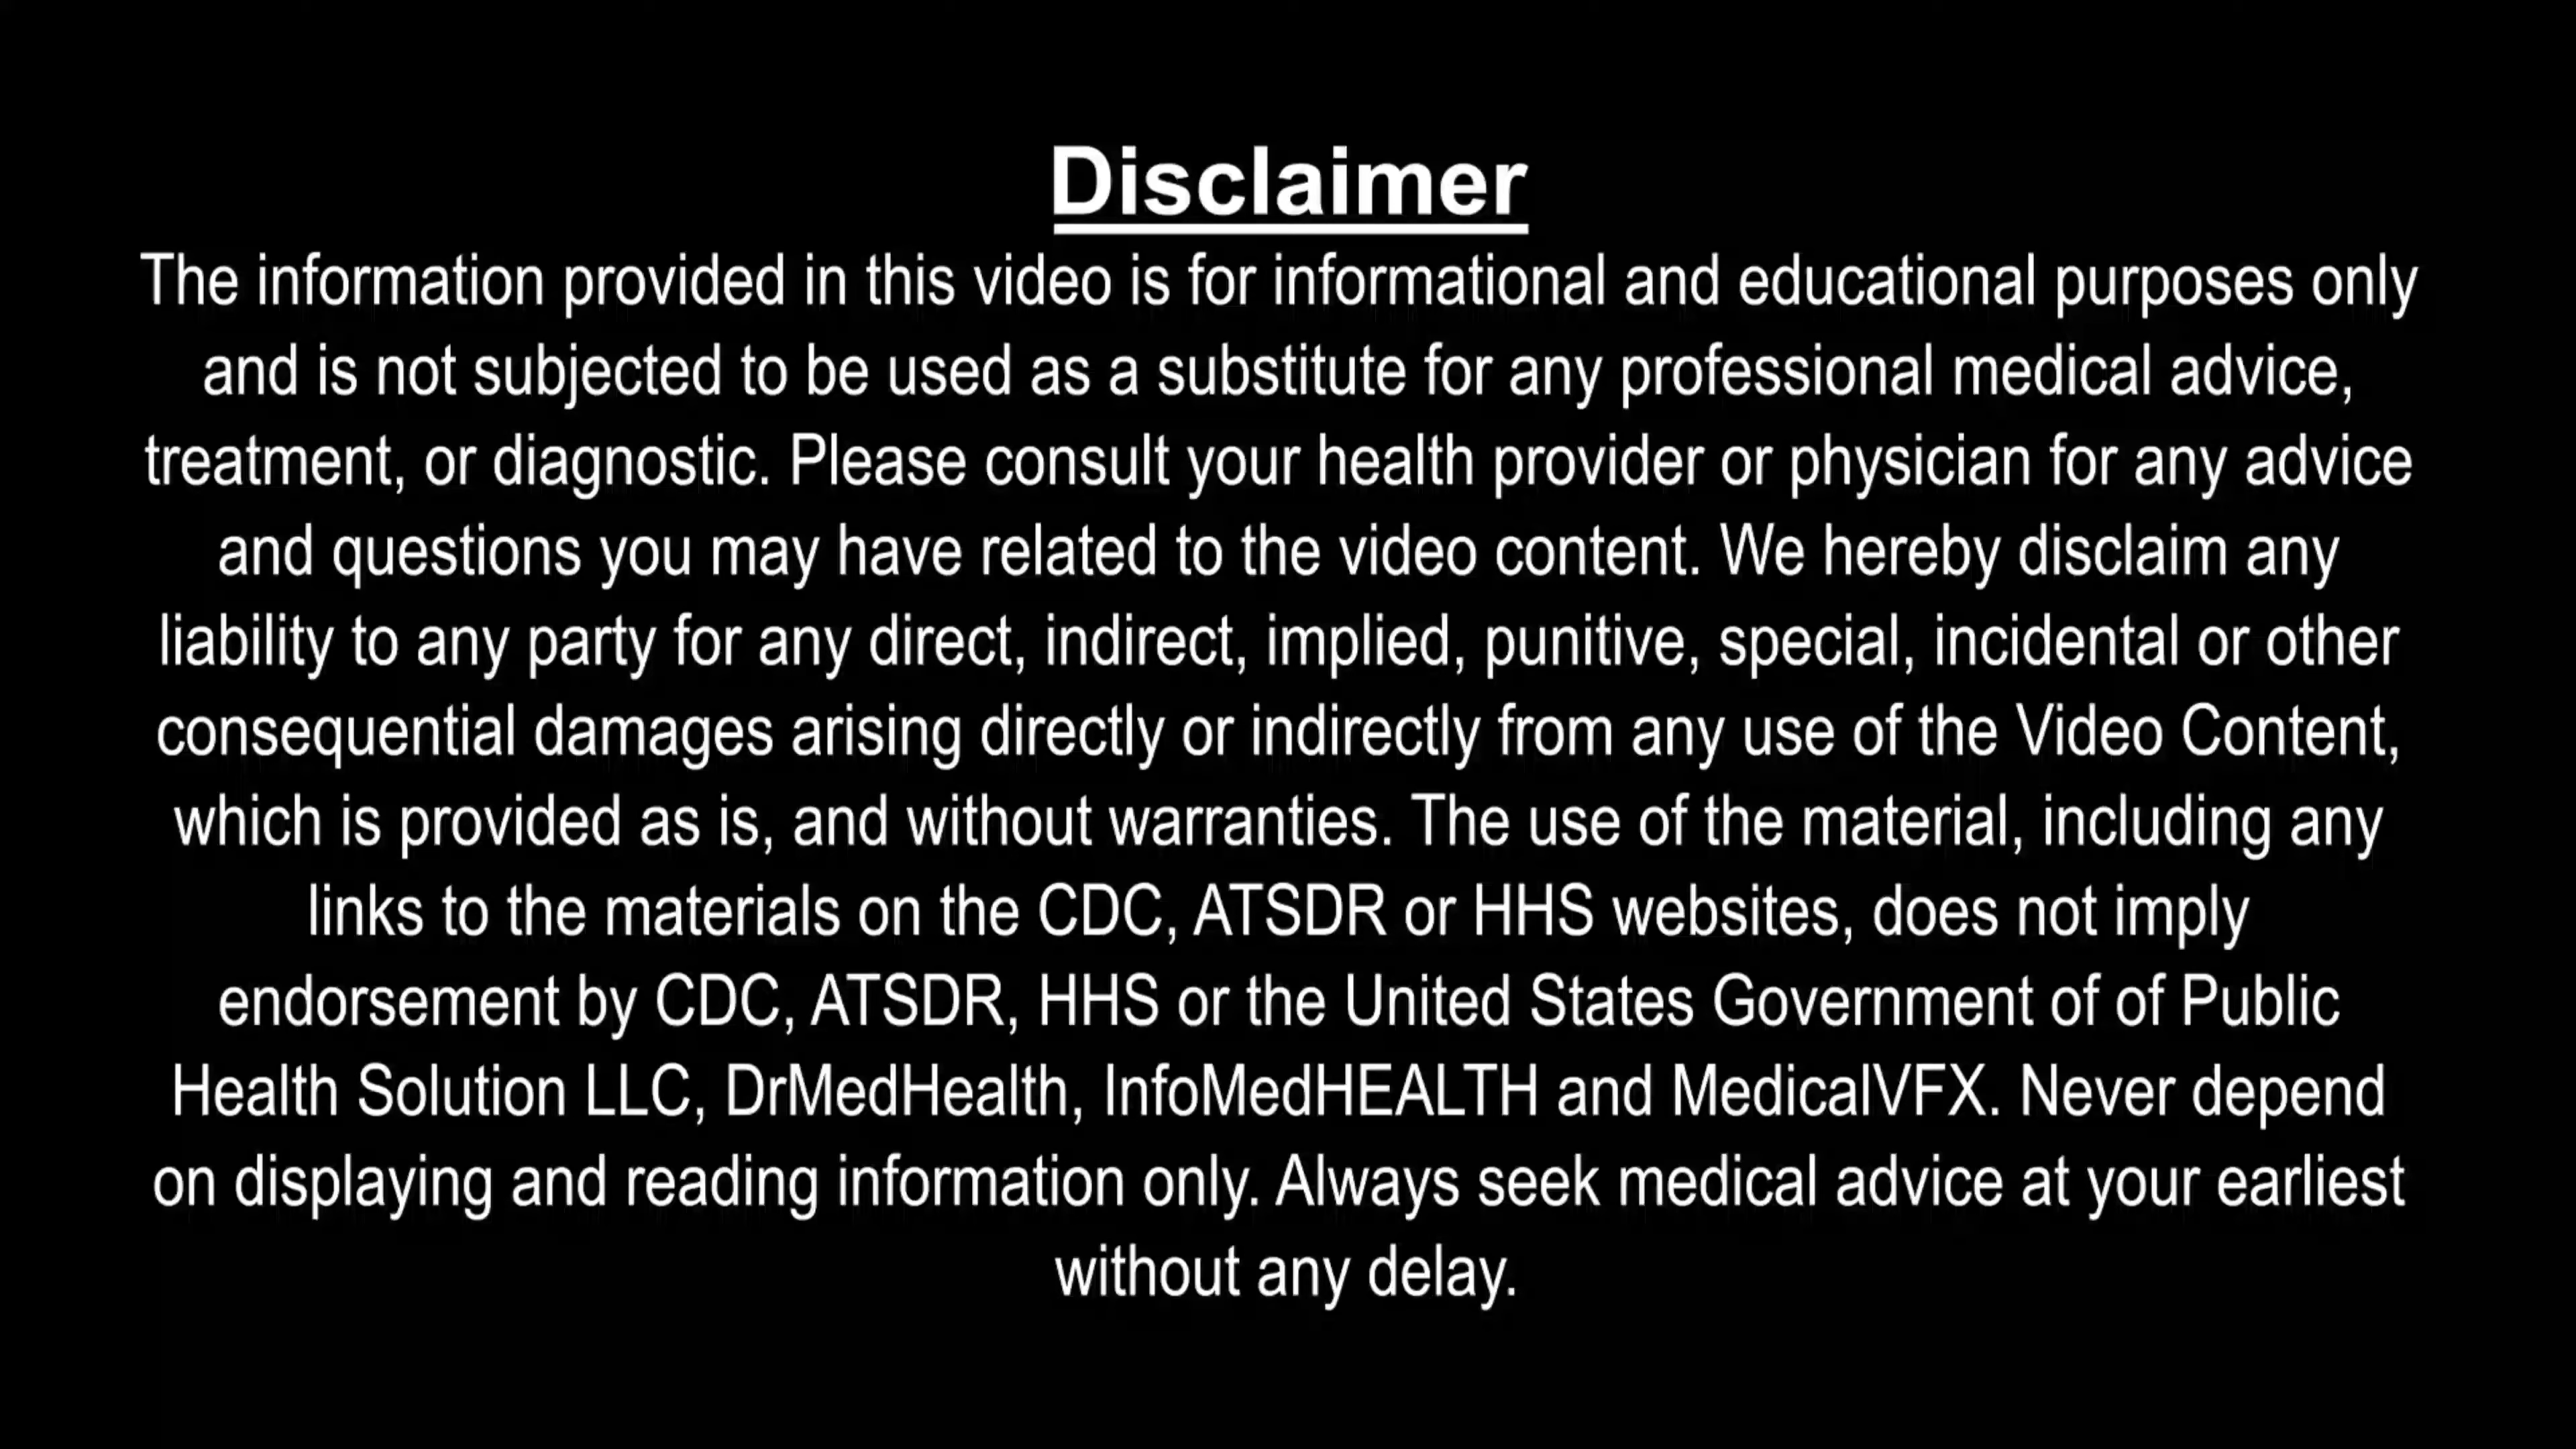 Disclaimer
The information provided in this video is for informational and educational purposes only
and is not subjected to be used as a substitute for any professional medical advice,
treatment, or diagnostic. Please consult your health provider or physician for any advice
and questions you may have related to the video content. We hereby disclaim any
liability to any party for any direct, indirect, implied, punitive, special, incidental or other
consequential damages arising directly or indirectly from any use of the Video Content,
which is provided as is, and without warranties. The use of the material, including any
links to the materials on the CDC, ATSDR or HHS websites, does not imply
endorsement by CDC, ATSDR, HHS or the United States Government of of Public
Health Solution LLC, DrMedHealth, InfoMedHEALTH and MedicalVFX. Never depend
on displaying and reading information only. Always seek medical advice at your earliest
without any delay.